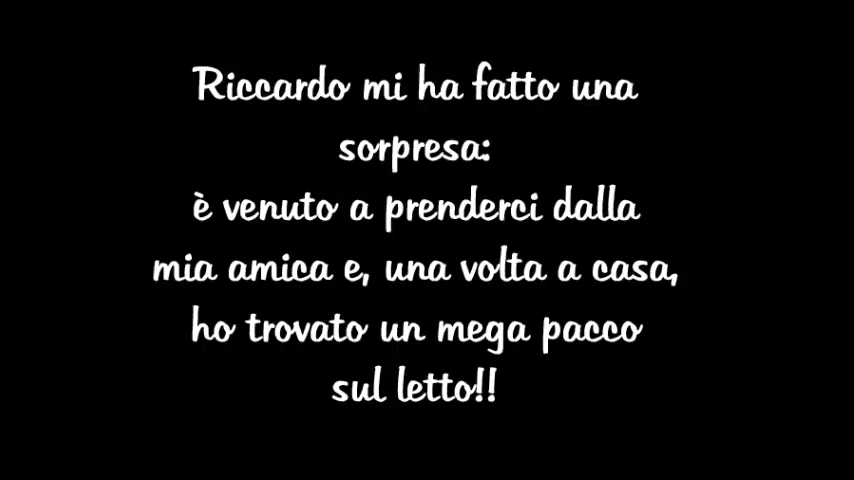 Riccardo mi ha fatto una
sorpresa:
è venuto a prenderci dalla
mia amica e, una volta a casa,
ho trovato un mega pacco
sul letto!!